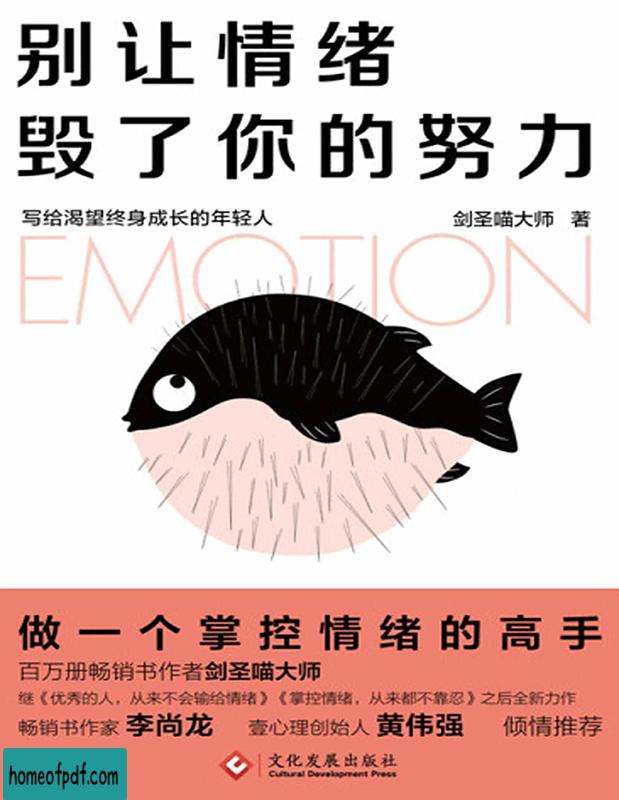 别让情绪
毁了你的努力
写给渴望终身成长的年轻人
剑圣喵大师 著
EMOTION
做一个掌控情绪的高手
百万册畅销书作者剑圣喵大师
继《优秀的人，从来不会输给情绪》《掌控情绪，从来都不靠忍》之后全新力作
畅销书作家 李尚龙 壹心理创始人 黄伟强 倾情推荐
文化发展出版社
Cultural Development Press
homeofpdf.com